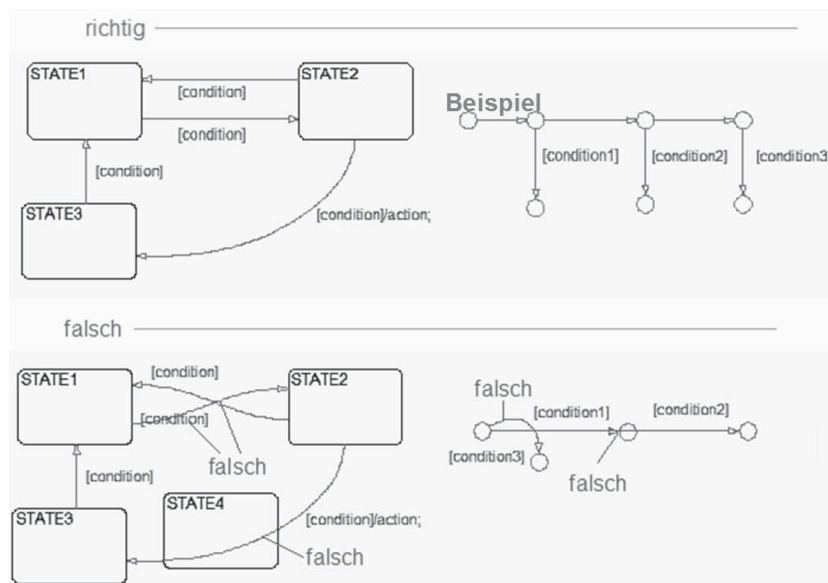 richtig
STATE1
STATE2
[condition]
[condition]
[condition]
STATE3
[condition]/action;
Beispiel
[condition1]
[condition2]
[condition3
falsch
STATE1
[condition]
STATE2
[condition]
falsch
[condition]
STATE3
STATE4
[condition]/action;
falsch
falsch
[condition1]
[condition2]
[condition3]
falsch